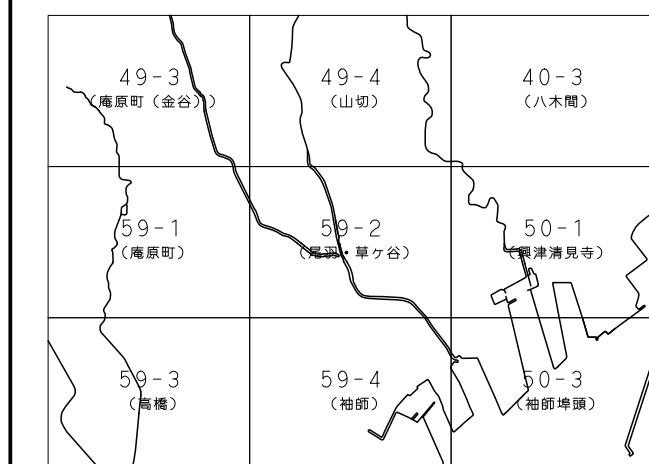 49-3
(庵原町（金谷）)
49-4
(山切)
40-3
(八木間)
59-1
(庵原町)
59-2
(尾羽・草ヶ谷)
50-1
(興津清見寺)
59-3
(高橋)
59-4
(袖師)
50-3
(袖師埠頭)